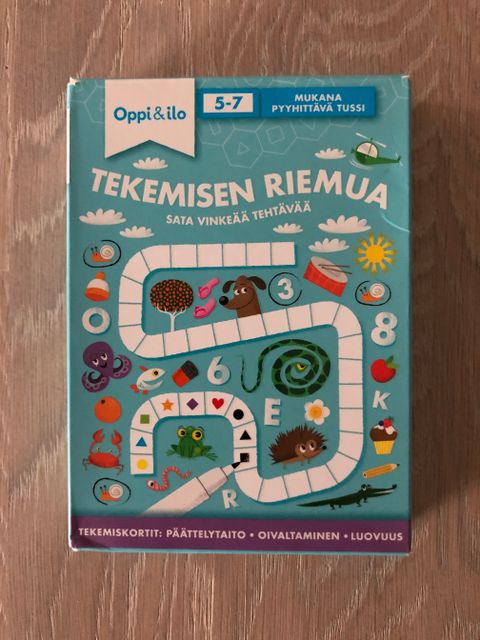 Oppi & ilo
5-7
MUKANA
PYYHITTÄVÄ TUSSI
TEKEMISEN RIEMUA
SATA VINKEÄÄ TEHTÄVÄÄ
3
O
8
6
K
E
R
TEKEMISKORTIT: PÄÄTTELYTAITO • OIVALTAMINEN • LUOVUUS